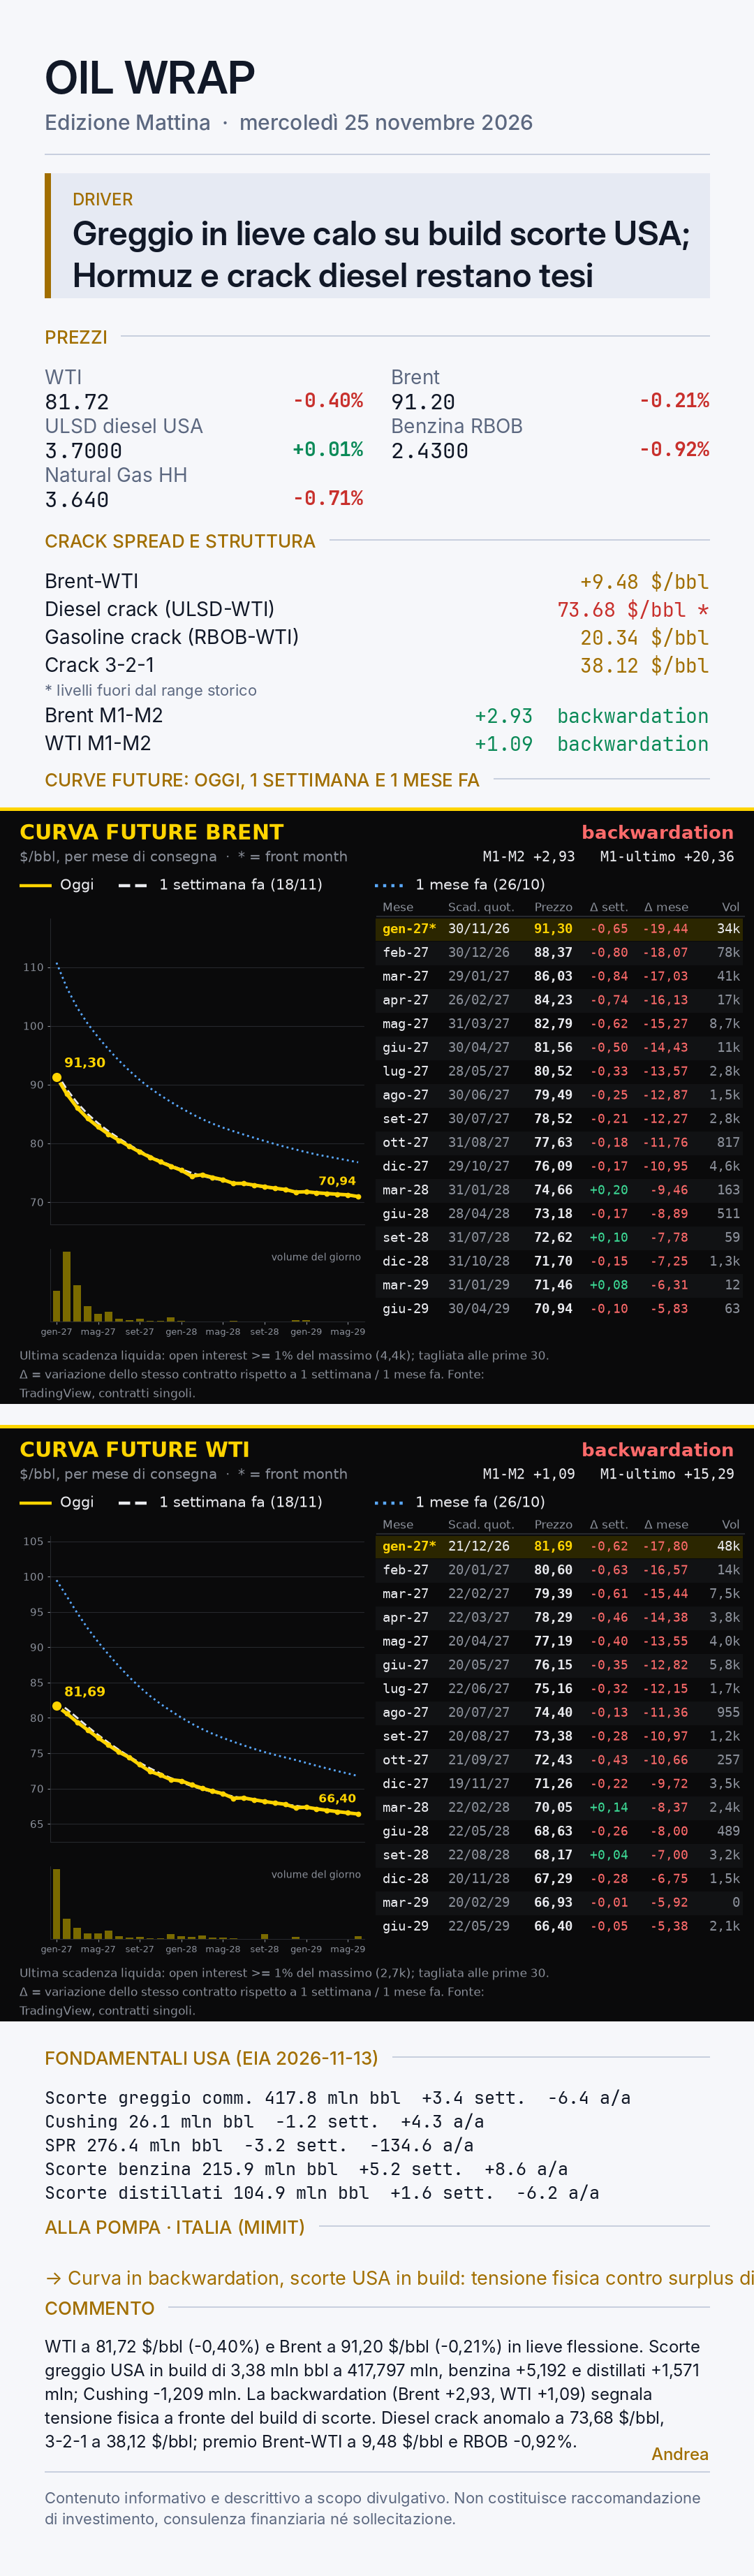 OIL WRAP
Edizione Mattina · mercoledì 25 novembre 2026
DRIVER
Greggio in lieve calo su build scorte USA;
Hormuz e crack diesel restano tesi
PREZZI
WTI Brent
81.72 -0.40% 91.20 -0.21%
ULSD diesel USA Benzina RBOB
3.7000 +0.01% 2.4300 -0.92%
Natural Gas HH
3.640 -0.71%
CRACK SPREAD E STRUTTURA
Brent-WTI +9.48 $/bbl
Diesel crack (ULSD-WTI) 73.68 $/bbl *
Gasoline crack (RBOB-WTI) 20.34 $/bbl
Crack 3-2-1 38.12 $/bbl
* livelli fuori dal range storico
Brent M1-M2 +2.93 backwardation
WTI M1-M2 +1.09 backwardation
CURVE FUTURE: OGGI, 1 SETTIMANA E 1 MESE FA
CURVA FUTURE BRENT backwardation
$/bbl, per mese di consegna · * = front month M1-M2 +2,93 M1-ultimo +20,36
Oggi 1 settimana fa (18/11) 1 mese fa (26/10)
Mese Scad. quot. Prezzo Δ sett. Δ mese Vol
gen-27* 30/11/26 91,30 -0,65 -19,44 34k
feb-27 30/12/26 88,37 -0,80 -18,07 78k
mar-27 29/01/27 86,03 -0,84 -17,03 41k
apr-27 26/02/27 84,23 -0,74 -16,13 17k
mag-27 31/03/27 82,79 -0,62 -15,27 8,7k
giu-27 30/04/27 81,56 -0,50 -14,43 11k
lug-27 28/05/27 80,52 -0,33 -13,57 2,8k
ago-27 30/06/27 79,49 -0,25 -12,87 1,5k
set-27 30/07/27 78,52 -0,21 -12,27 2,8k
ott-27 31/08/27 77,63 -0,18 -11,76 817
dic-27 29/10/27 76,09 -0,17 -10,95 4,6k
mar-28 31/01/28 74,66 +0,20 -9,46 163
giu-28 28/04/28 73,18 -0,17 -8,89 511
set-28 31/07/28 72,62 +0,10 -7,78 59
dic-28 31/10/28 71,70 -0,15 -7,25 1,3k
mar-29 31/01/29 71,46 +0,08 -6,31 12
giu-29 30/04/29 70,94 -0,10 -5,83 63
110
100
90
80
70
91,30
70,94
volume del giorno
gen-27 mag-27 set-27 gen-28 mag-28 set-28 gen-29 mag-29
Ultima scadenza liquida: open interest >= 1% del massimo (4,4k); tagliata alle prime 30.
Δ = variazione dello stesso contratto rispetto a 1 settimana / 1 mese fa. Fonte:
TradingView, contratti singoli.
CURVA FUTURE WTI backwardation
$/bbl, per mese di consegna · * = front month M1-M2 +1,09 M1-ultimo +15,29
Oggi 1 settimana fa (18/11) 1 mese fa (26/10)
Mese Scad. quot. Prezzo Δ sett. Δ mese Vol
gen-27* 21/12/26 81,69 -0,62 -17,80 48k
feb-27 20/01/27 80,60 -0,63 -16,57 14k
mar-27 22/02/27 79,39 -0,61 -15,44 7,5k
apr-27 22/03/27 78,29 -0,46 -14,38 3,8k
mag-27 20/04/27 77,19 -0,40 -13,55 4,0k
giu-27 20/05/27 76,15 -0,35 -12,82 5,8k
lug-27 22/06/27 75,16 -0,32 -12,15 1,7k
ago-27 20/07/27 74,40 -0,13 -11,36 955
set-27 20/08/27 73,38 -0,28 -10,97 1,2k
ott-27 21/09/27 72,43 -0,43 -10,66 257
dic-27 19/11/27 71,26 -0,22 -9,72 3,5k
mar-28 22/02/28 70,05 +0,14 -8,37 2,4k
giu-28 22/05/28 68,63 -0,26 -8,00 489
set-28 22/08/28 68,17 +0,04 -7,00 3,2k
dic-28 20/11/28 67,29 -0,28 -6,75 1,5k
mar-29 20/02/29 66,93 -0,01 -5,92 0
giu-29 22/05/29 66,40 -0,05 -5,38 2,1k
105
100
95
90
85
80
75
70
65
81,69
66,40
volume del giorno
gen-27 mag-27 set-27 gen-28 mag-28 set-28 gen-29 mag-29
Ultima scadenza liquida: open interest >= 1% del massimo (2,7k); tagliata alle prime 30.
Δ = variazione dello stesso contratto rispetto a 1 settimana / 1 mese fa. Fonte:
TradingView, contratti singoli.
FONDAMENTALI USA (EIA 2026-11-13)
Scorte greggio comm. 417.8 mln bbl +3.4 sett. -6.4 a/a
Cushing 26.1 mln bbl -1.2 sett. +4.3 a/a
SPR 276.4 mln bbl -3.2 sett. -134.6 a/a
Scorte benzina 215.9 mln bbl +5.2 sett. +8.6 a/a
Scorte distillati 104.9 mln bbl +1.6 sett. -6.2 a/a
ALLA POMPA · ITALIA (MIMIT)
→ Curva in backwardation, scorte USA in build: tensione fisica contro surplus di
COMMENTO
WTI a 81,72 $/bbl (-0,40%) e Brent a 91,20 $/bbl (-0,21%) in lieve flessione. Scorte
greggio USA in build di 3,38 mln bbl a 417,797 mln, benzina +5,192 e distillati +1,571
mln; Cushing -1,209 mln. La backwardation (Brent +2,93, WTI +1,09) segnala
tensione fisica a fronte del build di scorte. Diesel crack anomalo a 73,68 $/bbl,
3-2-1 a 38,12 $/bbl; premio Brent-WTI a 9,48 $/bbl e RBOB -0,92%.
Andrea
Contenuto informativo e descrittivo a scopo divulgativo. Non costituisce raccomandazione
di investimento, consulenza finanziaria né sollecitazione.